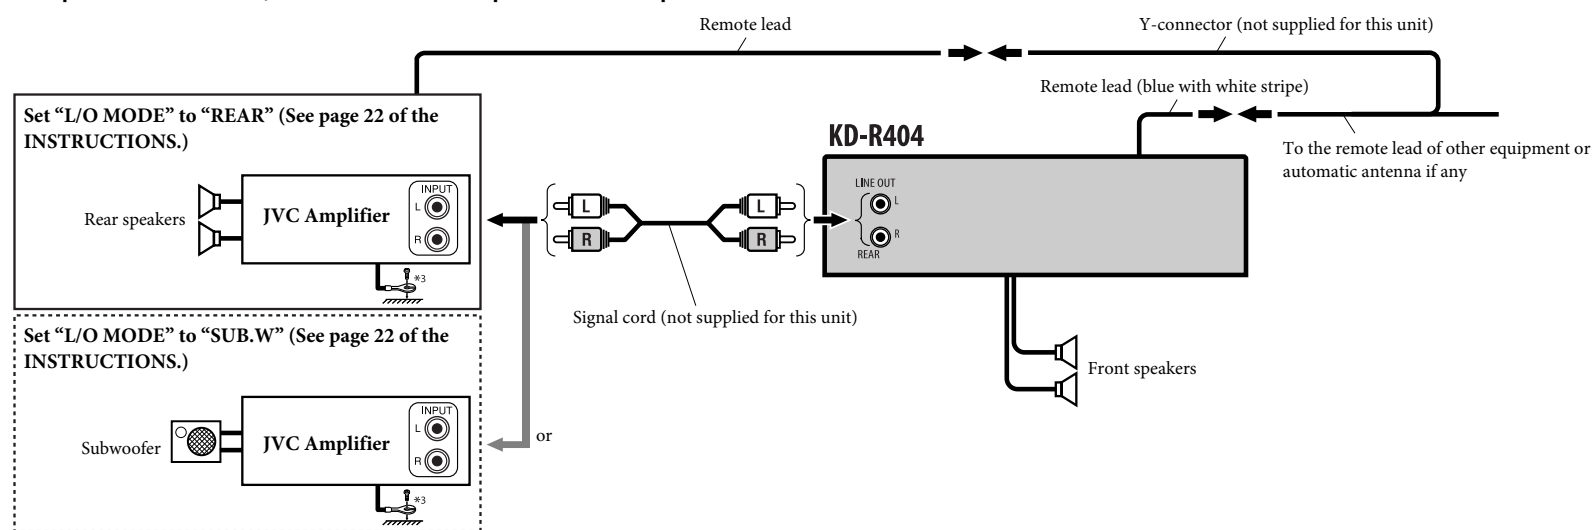 Remote lead
Y-connector (not supplied for this unit)
Remote lead (blue with white stripe)
To the remote lead of other equipment or
automatic antenna if any
Set “L/O MODE” to “REAR” (See page 22 of the
INSTRUCTIONS.)
Rear speakers
JVC Amplifier
INPUT
L
R
*3
L
R
L
R
Signal cord (not supplied for this unit)
KD-R404
LINE OUT
L
R
REAR
Front speakers
Set “L/O MODE” to “SUB.W” (See page 22 of the
INSTRUCTIONS.)
Subwoofer
JVC Amplifier
INPUT
L
R
*3
or